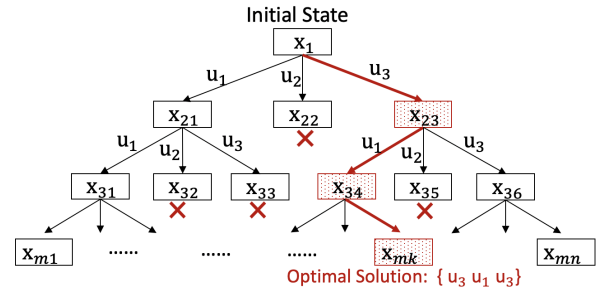 Initial State
x₁
u₁ u₂ u₃
x₂₁ x₂₂ x₂₃
u₁ u₂ u₃ u₁ u₂ u₃
x₃₁ x₃₂ x₃₃ x₃₄ x₃₅ x₃₆
xₘ₁ ...... ...... ...... xₘₖ xₘₙ
Optimal Solution: { u₃ u₁ u₃}